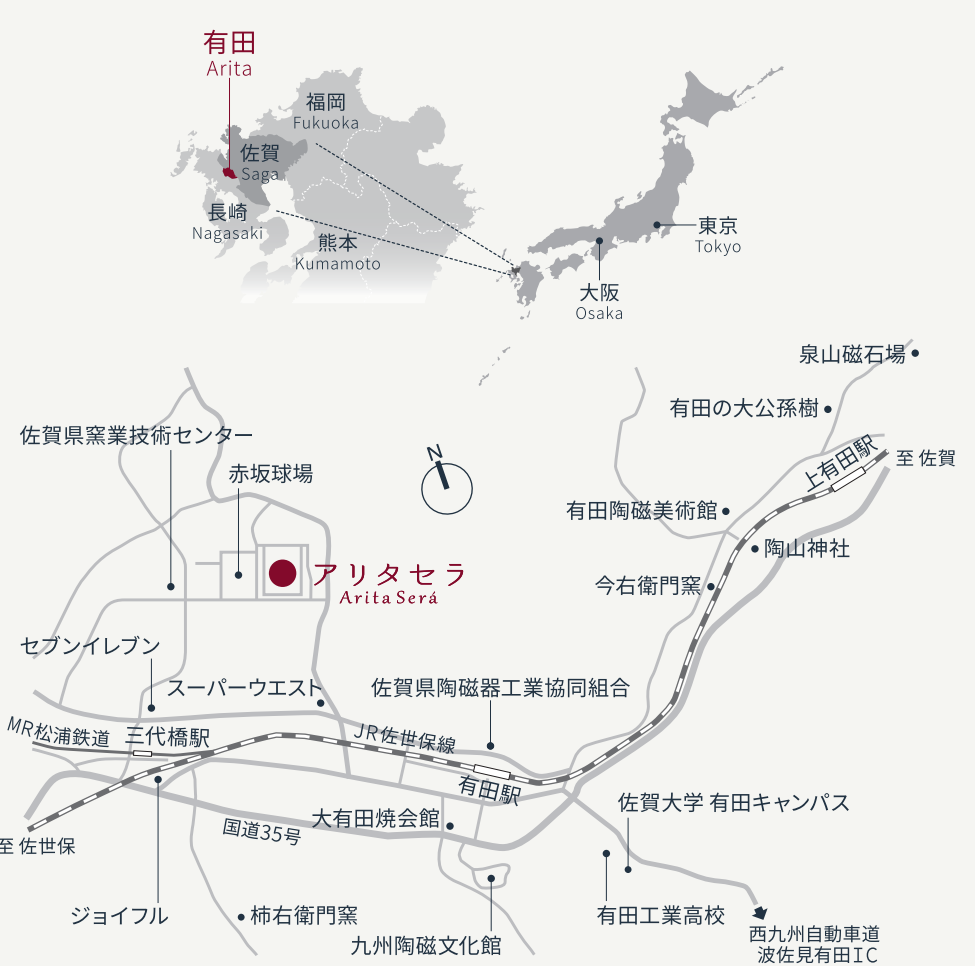 有田
Arita
福岡
Fukuoka
佐賀
Saga
長崎
Nagasaki
熊本
Kumamoto
東京
Tokyo
大阪
Osaka
泉山磁石場
有田の大公孫樹
佐賀県窯業技術センター
N
上有田駅
至 佐賀
赤坂球場
有田陶磁美術館
陶山神社
アリタセラ
Arita Será
今右衛門窯
セブンイレブン
スーパーウエスト
佐賀県陶磁器工業協同組合
MR松浦鉄道
三代橋駅
JR佐世保線
有田駅
佐賀大学 有田キャンパス
大有田焼会館
国道35号
至 佐世保
ジョイフル
柿右衛門窯
有田工業高校
九州陶磁文化館
西九州自動車道
波佐見有田IC